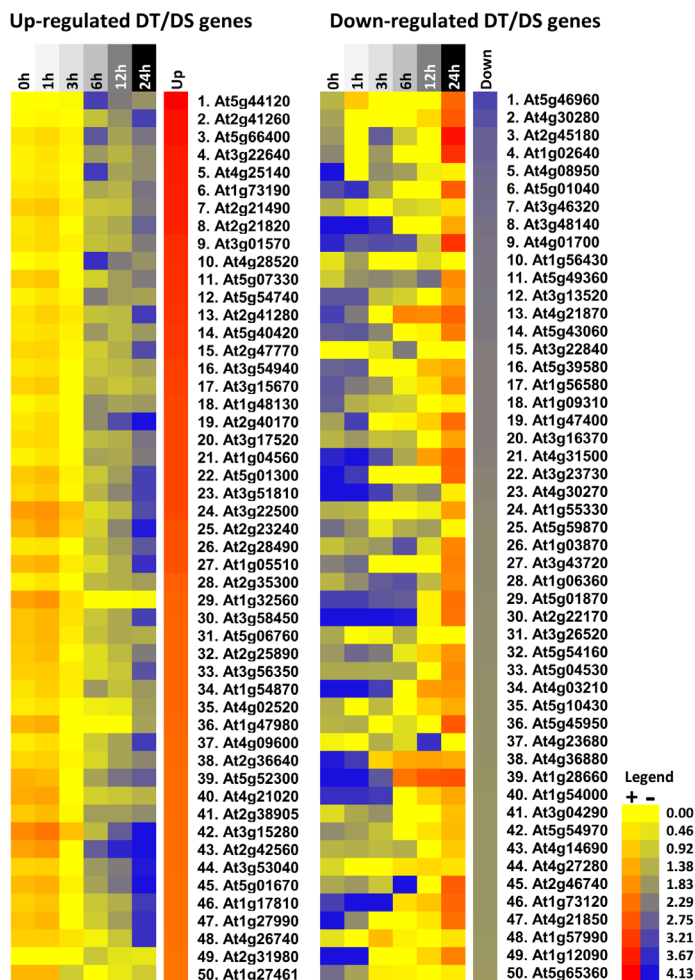 Up-regulated DT/DS genes
0h 1h 3h 6h 12h 24h Up
1. At5g44120
2. At2g41260
3. At5g66400
4. At3g22640
5. At4g25140
6. At1g73190
7. At2g21490
8. At2g21820
9. At3g01570
10. At4g28520
11. At5g07330
12. At5g54740
13. At2g41280
14. At5g40420
15. At2g47770
16. At3g54940
17. At3g15670
18. At1g48130
19. At2g40170
20. At3g17520
21. At1g04560
22. At5g01300
23. At3g51810
24. At3g22500
25. At2g23240
26. At2g28490
27. At1g05510
28. At2g35300
29. At1g32560
30. At3g58450
31. At5g06760
32. At2g25890
33. At3g56350
34. At1g54870
35. At4g02520
36. At1g47980
37. At4g09600
38. At2g36640
39. At5g52300
40. At4g21020
41. At2g38905
42. At3g15280
43. At2g42560
44. At3g53040
45. At5g01670
46. At1g17810
47. At1g27990
48. At4g26740
49. At2g31980
50. At1g27461
Down-regulated DT/DS genes
0h 1h 3h 6h 12h 24h Down
1. At5g46960
2. At4g30280
3. At2g45180
4. At1g02640
5. At4g08950
6. At5g01040
7. At3g46320
8. At3g48140
9. At4g01700
10. At1g56430
11. At5g49360
12. At3g13520
13. At4g21870
14. At5g43060
15. At3g22840
16. At5g39580
17. At1g56580
18. At1g09310
19. At1g47400
20. At3g16370
21. At4g31500
22. At3g23730
23. At4g30270
24. At1g55330
25. At5g59870
26. At1g03870
27. At3g43720
28. At1g06360
29. At5g01870
30. At2g22170
31. At3g26520
32. At5g54160
33. At5g04530
34. At4g03210
35. At5g10430
36. At5g45950
37. At4g23680
38. At4g36880
39. At1g28660
40. At1g54000
41. At3g04290
42. At5g54970
43. At4g14690
44. At4g27280
45. At2g46740
46. At1g73120
47. At4g21850
48. At1g57990
49. At1g12090
50. At5g65360
Legend
+ −
0.00
0.46
0.92
1.38
1.83
2.29
2.75
3.21
3.67
4.13